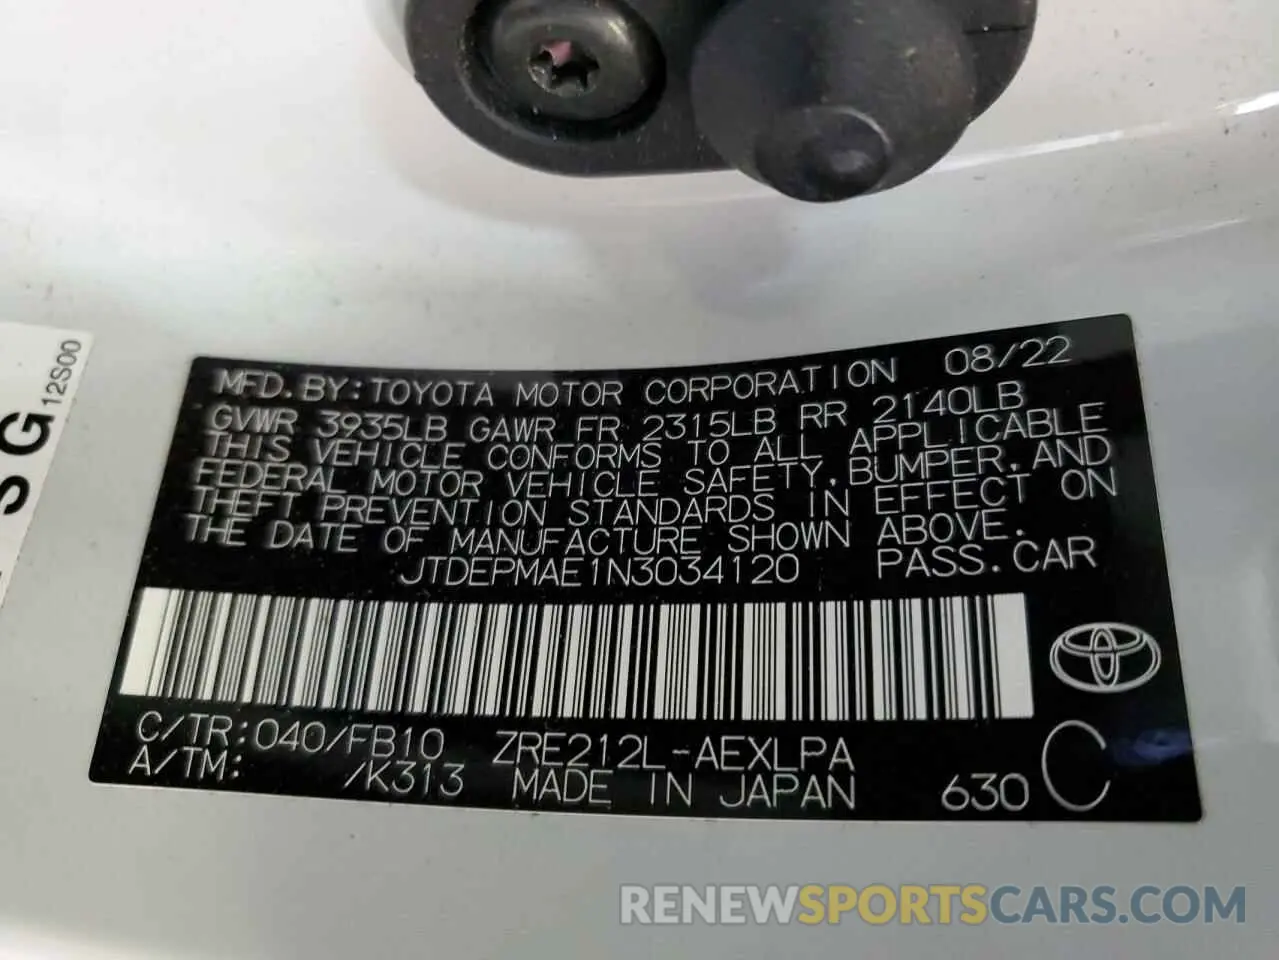 MFD.BY:TOYOTA MOTOR CORPORATION 08/22
GVWR 3935LB GAWR FR 2315LB RR 2140LB
THIS VEHICLE CONFORMS TO ALL APPLICABLE
FEDERAL MOTOR VEHICLE SAFETY,BUMPER,AND
THEFT PREVENTION STANDARDS IN EFFECT ON
THE DATE OF MANUFACTURE SHOWN ABOVE.
JTDEPMAE1N3034120 PASS.CAR
C/TR:040/FB10 ZRE212L-AEXLPA
A/TM: /K313 MADE IN JAPAN 630 C
SG
12S00
RENEWSPORTSCARS.COM